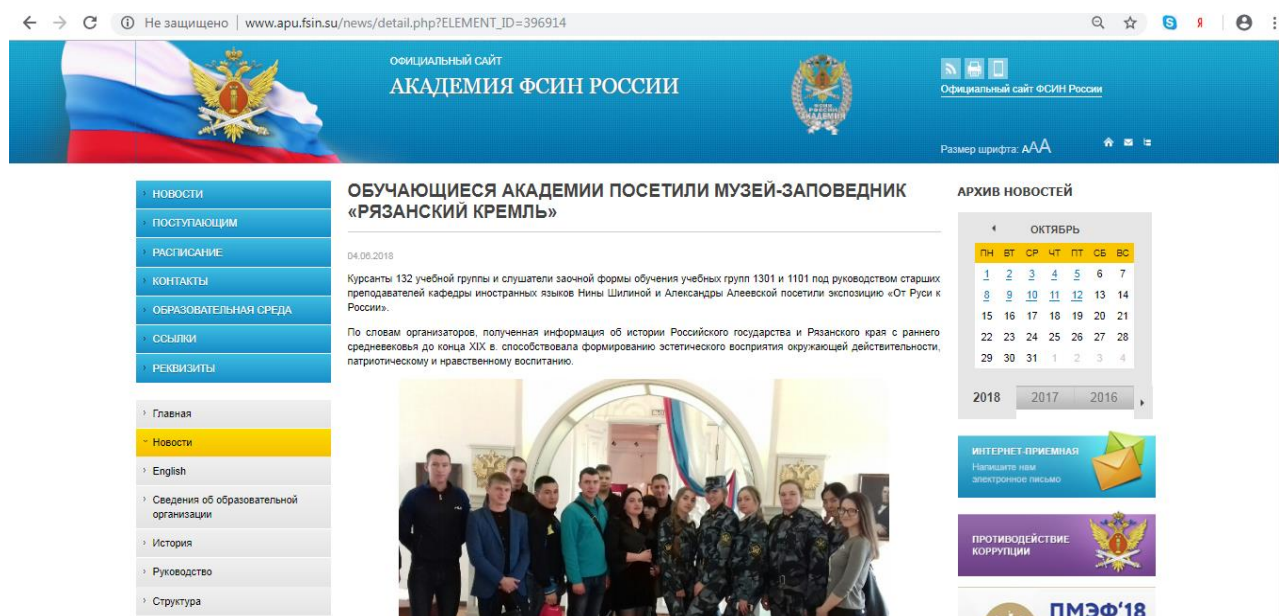 Не защищено | www.apu.fsin.su/news/detail.php?ELEMENT_ID=396914
ОФИЦИАЛЬНЫЙ САЙТ
АКАДЕМИЯ ФСИН РОССИИ
Официальный сайт ФСИН России
Размер шрифта: AAA
НОВОСТИ
ПОСТУПАЮЩИМ
РАСПИСАНИЕ
КОНТАКТЫ
ОБРАЗОВАТЕЛЬНАЯ СРЕДА
ССЫЛКИ
РЕКВИЗИТЫ
Главная
Новости
English
Сведения об образовательной
организации
История
Руководство
Структура
ОБУЧАЮЩИЕСЯ АКАДЕМИИ ПОСЕТИЛИ МУЗЕЙ-ЗАПОВЕДНИК
«РЯЗАНСКИЙ КРЕМЛЬ»
04.06.2018
Курсанты 132 учебной группы и слушатели заочной формы обучения учебных групп 1301 и 1101 под руководством старших
преподавателей кафедры иностранных языков Нины Шилиной и Александры Алеевской посетили экспозицию «От Руси к
России».
По словам организаторов, полученная информация об истории Российского государства и Рязанского края с раннего
средневековья до конца XIX в. способствовала формированию эстетического восприятия окружающей действительности,
патриотическому и нравственному воспитанию.
АРХИВ НОВОСТЕЙ
ОКТЯБРЬ
ПН ВТ СР ЧТ ПТ СБ ВС
1 2 3 4 5 6 7
8 9 10 11 12 13 14
15 16 17 18 19 20 21
22 23 24 25 26 27 28
29 30 31 1 2 3 4
2018 2017 2016
ИНТЕРНЕТ-ПРИЕМНАЯ
Напишите нам
электронное письмо
ПРОТИВОДЕЙСТВИЕ
КОРРУПЦИИ
ПМЭФ'18